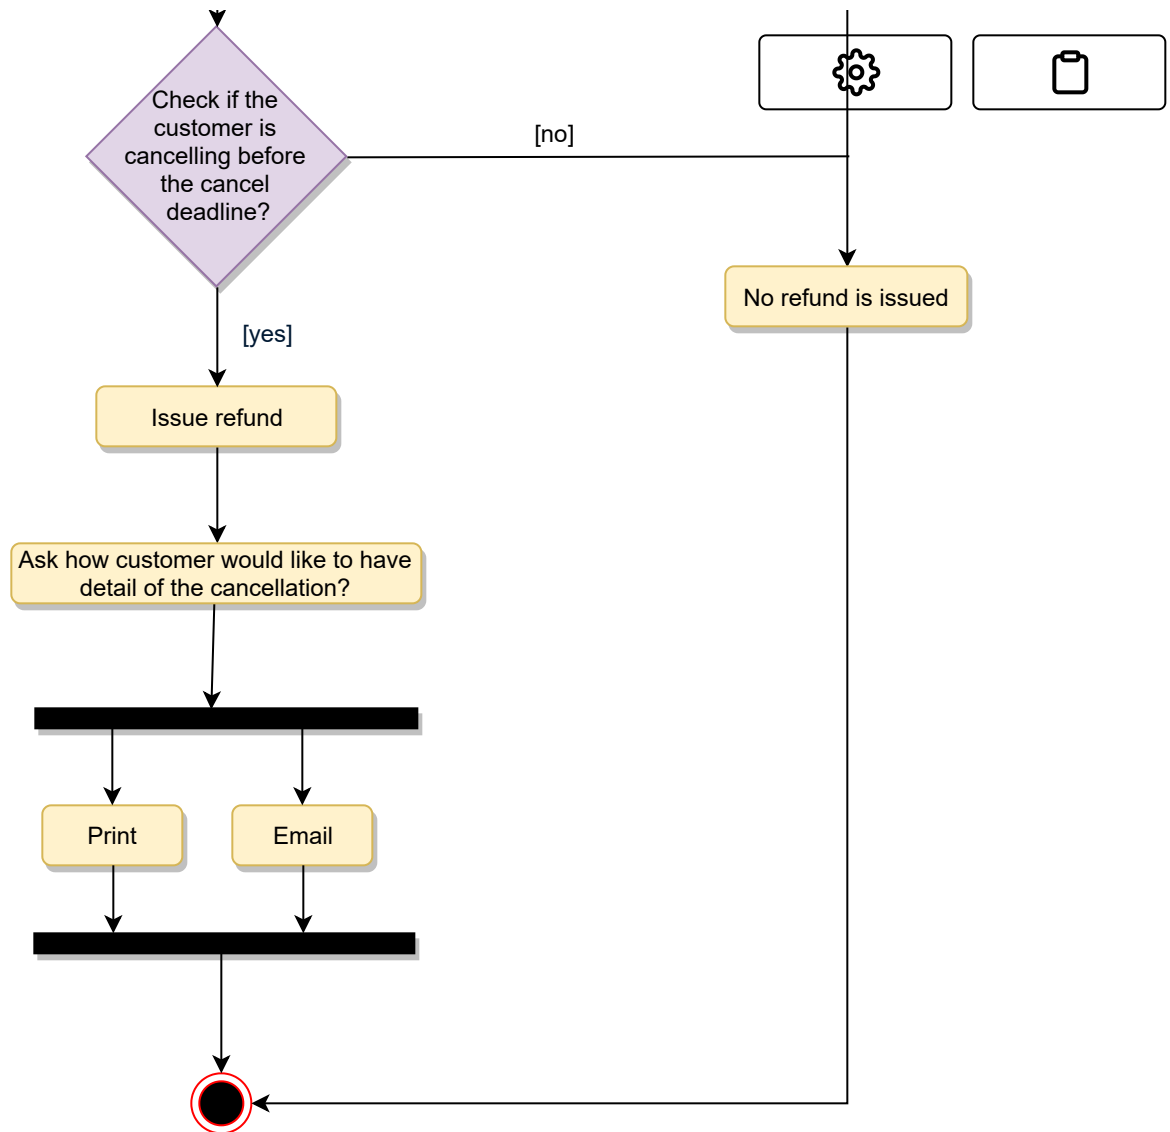 Check if the
customer is
cancelling before
the cancel
deadline?
[no]
No refund is issued
[yes]
Issue refund
Ask how customer would like to have
detail of the cancellation?
Print
Email